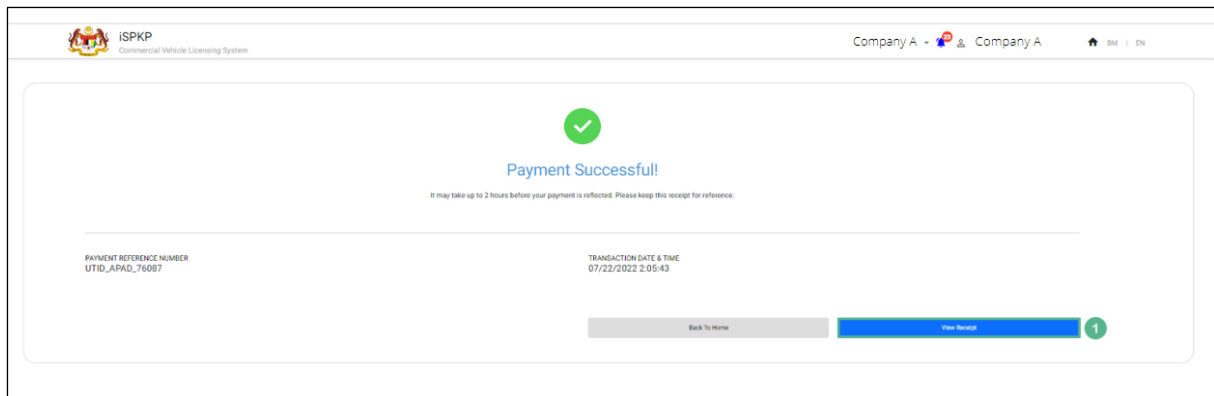 iSPKP
Commercial Vehicle Licensing System
Company A
23
Company A
BM | EN
Payment Successful!
It may take up to 2 hours before your payment is reflected. Please keep this receipt for reference.
PAYMENT REFERENCE NUMBER
UTID_APAD_76087
TRANSACTION DATE & TIME
07/22/2022 2:05:43
Back To Home
View Receipt
1